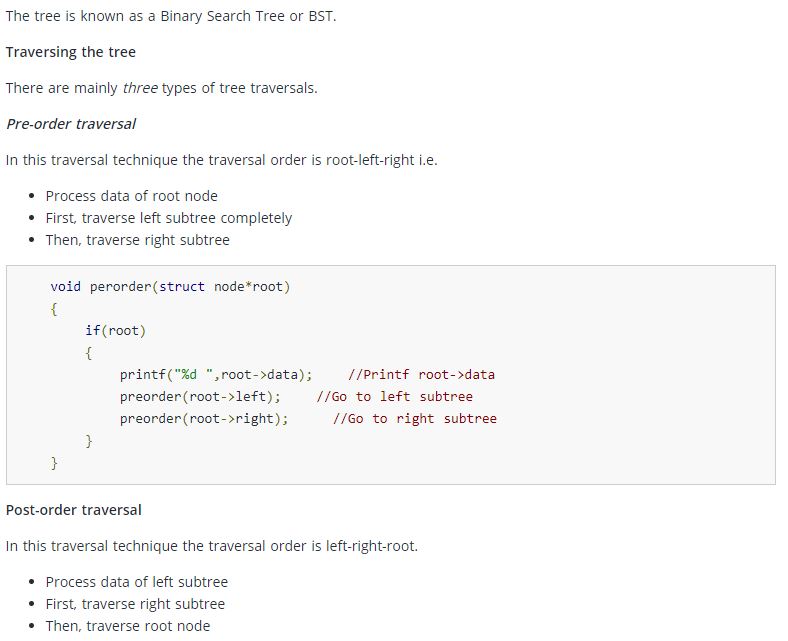 The tree is known as a Binary Search Tree or BST.
Traversing the tree
There are mainly three types of tree traversals.
Pre-order traversal
In this traversal technique the traversal order is root-left-right i.e.
• Process data of root node
• First, traverse left subtree completely
• Then, traverse right subtree
void perorder(struct node*root)
{
if(root)
{
printf("%d ",root->data); //Printf root->data
preorder(root->left); //Go to left subtree
preorder(root->right); //Go to right subtree
}
}
Post-order traversal
In this traversal technique the traversal order is left-right-root.
• Process data of left subtree
• First, traverse right subtree
• Then, traverse root node